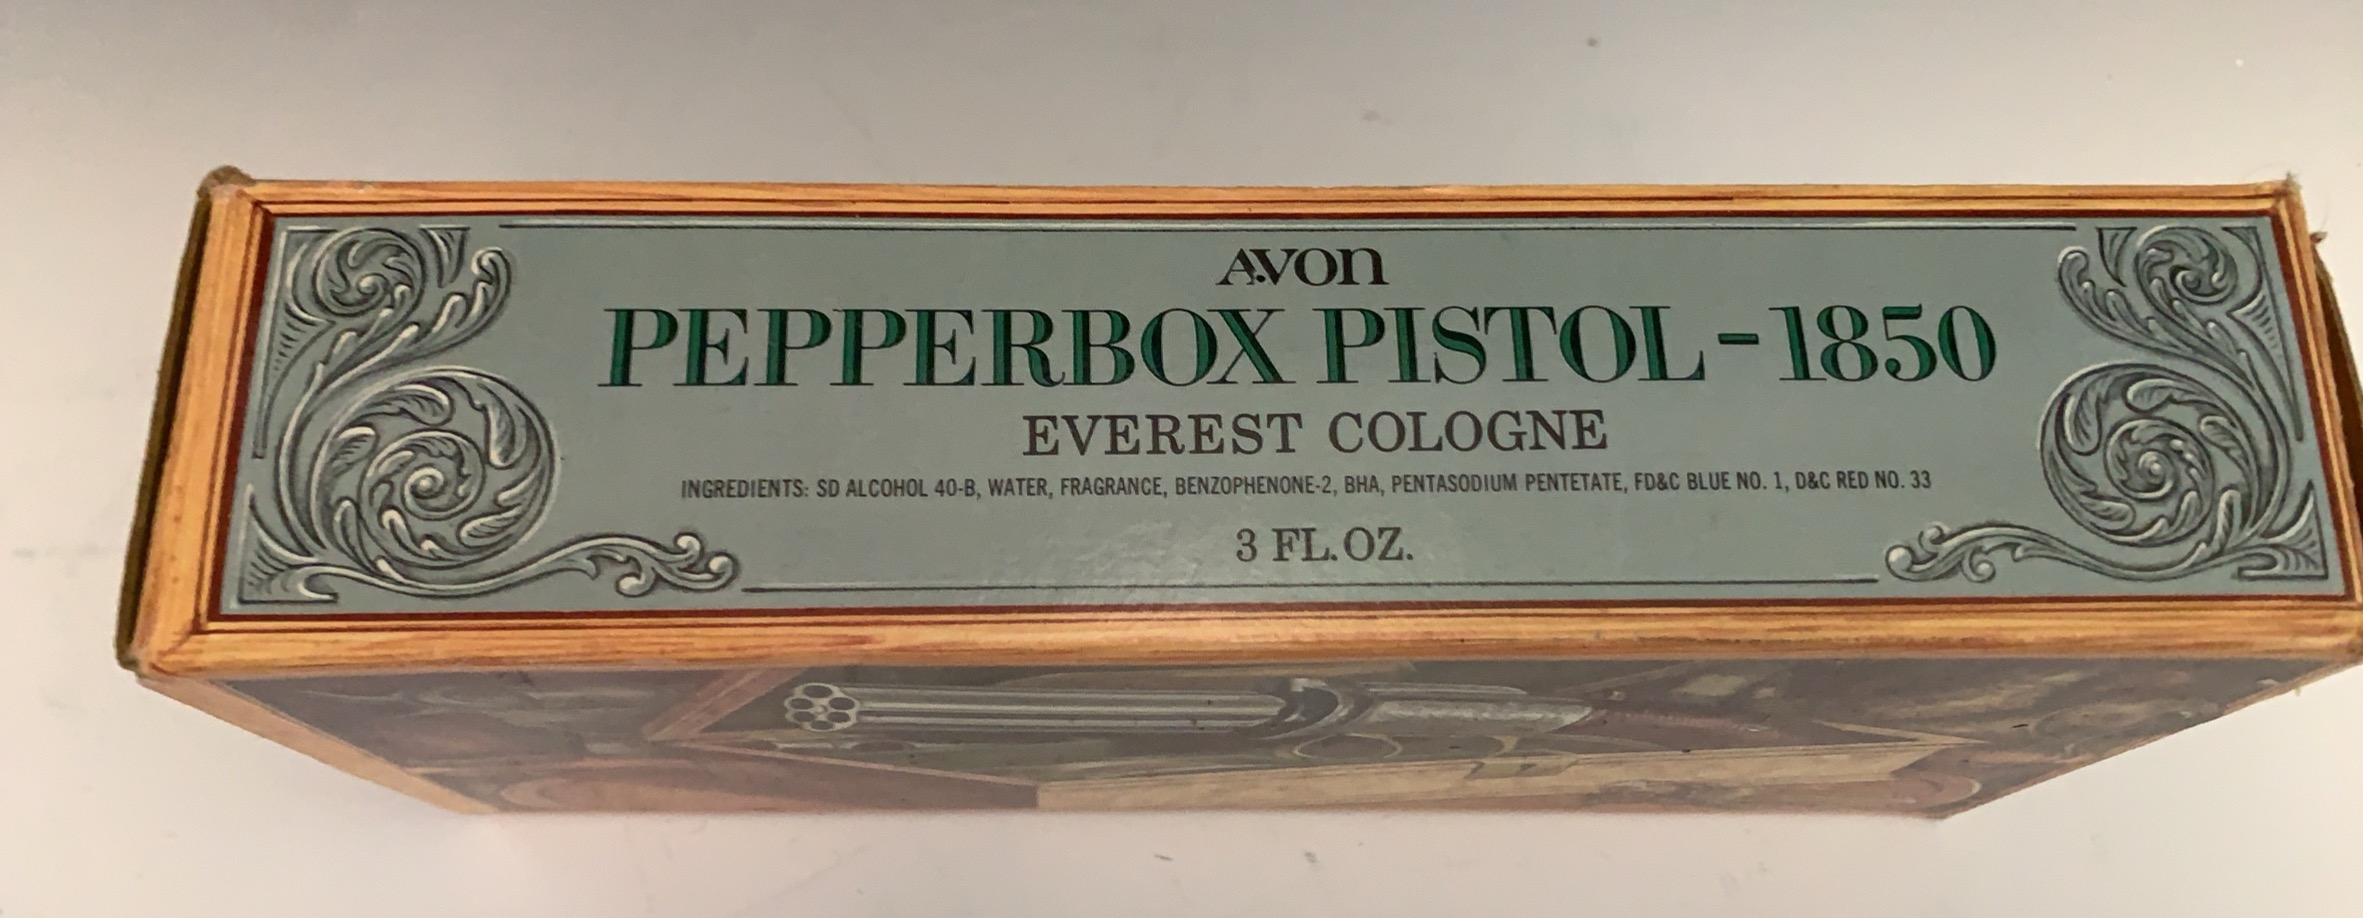 AVON
PEPPERBOX PISTOL-1850
EVEREST COLOGNE
INGREDIENTS: SD ALCOHOL 40-B, WATER, FRAGRANCE, BENZOPHENONE-2, BHA, PENTASODIUM PENTETATE, FD&C BLUE NO. 1, D&C RED NO. 33
3 FL. OZ.